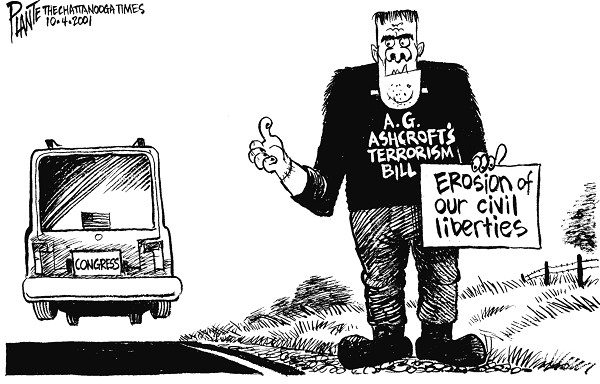 PLANTE THE CHATTANOOGA TIMES
10.4.2001
A.G.
ASHCROFT'S
TERRORISM
BILL
EROSION of
our civil
liberties
CONGRESS